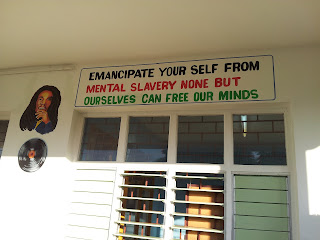 EMANCIPATE YOUR SELF FROM
MENTAL SLAVERY NONE BUT
OURSELVES CAN FREE OUR MINDS